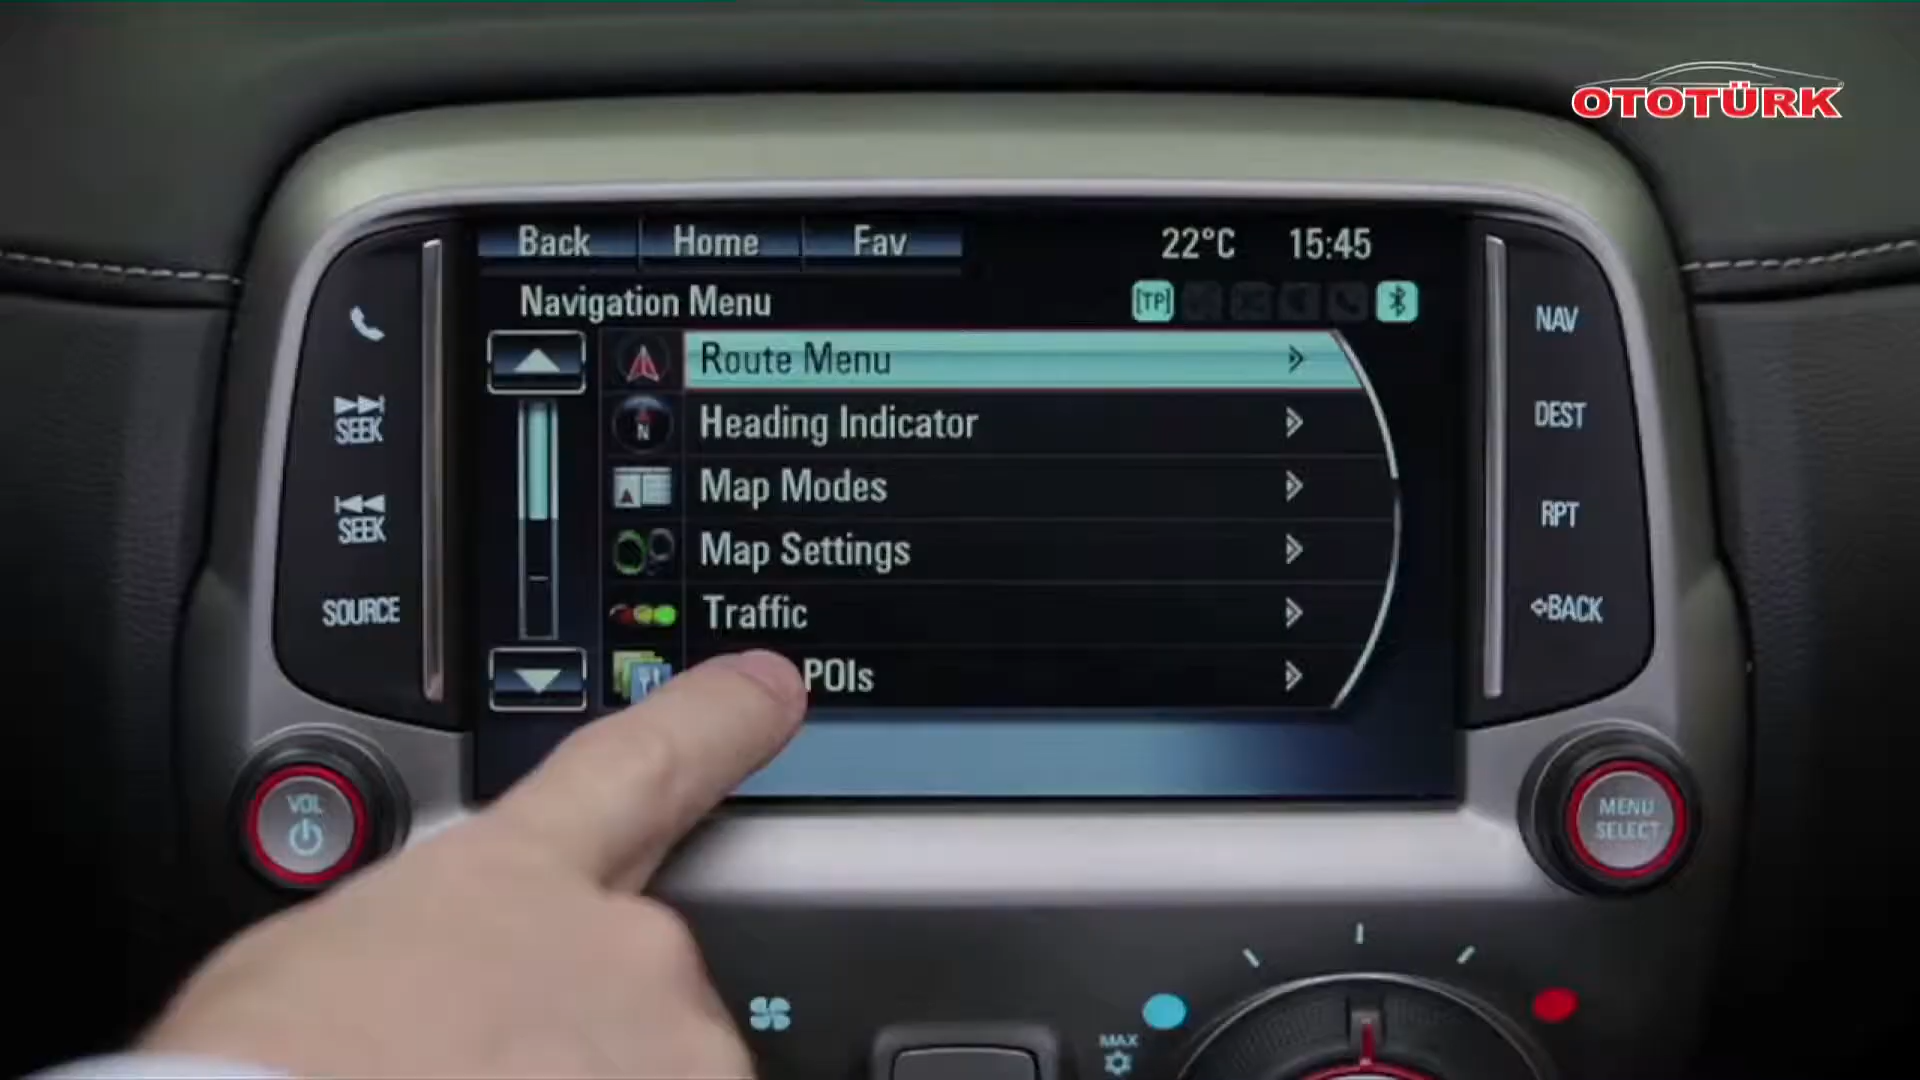 OTOTÜRK
Back Home Fav 22°C 15:45
Navigation Menu [TP]
Route Menu
Heading Indicator
Map Modes
Map Settings
Traffic
POIs
SEEK
SEEK
SOURCE
VOL
NAV
DEST
RPT
BACK
MENU
SELECT
MAX
N